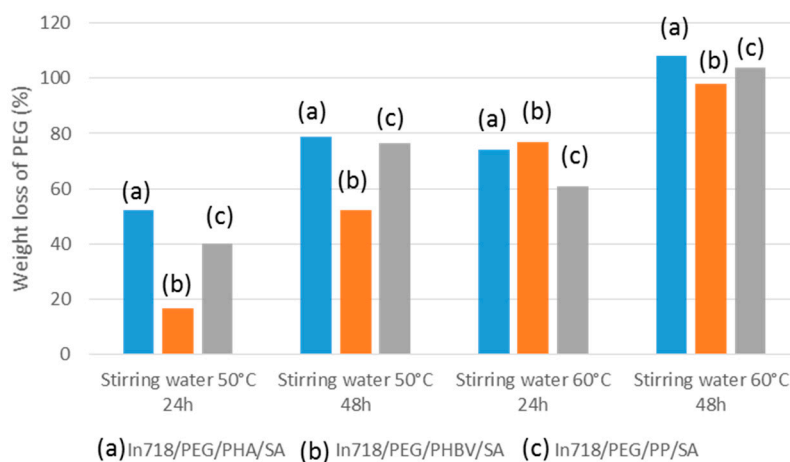 120
100
80
60
40
20
0
Weight loss of PEG (%)
(a)
(b)
(c)
(a)
(b)
(c)
(a)
(b)
(c)
(a)
(b)
(c)
Stirring water 50°C
24h
Stirring water 50°C
48h
Stirring water 60°C
24h
Stirring water 60°C
48h
(a) In718/PEG/PHA/SA (b) In718/PEG/PHBV/SA (c) In718/PEG/PP/SA